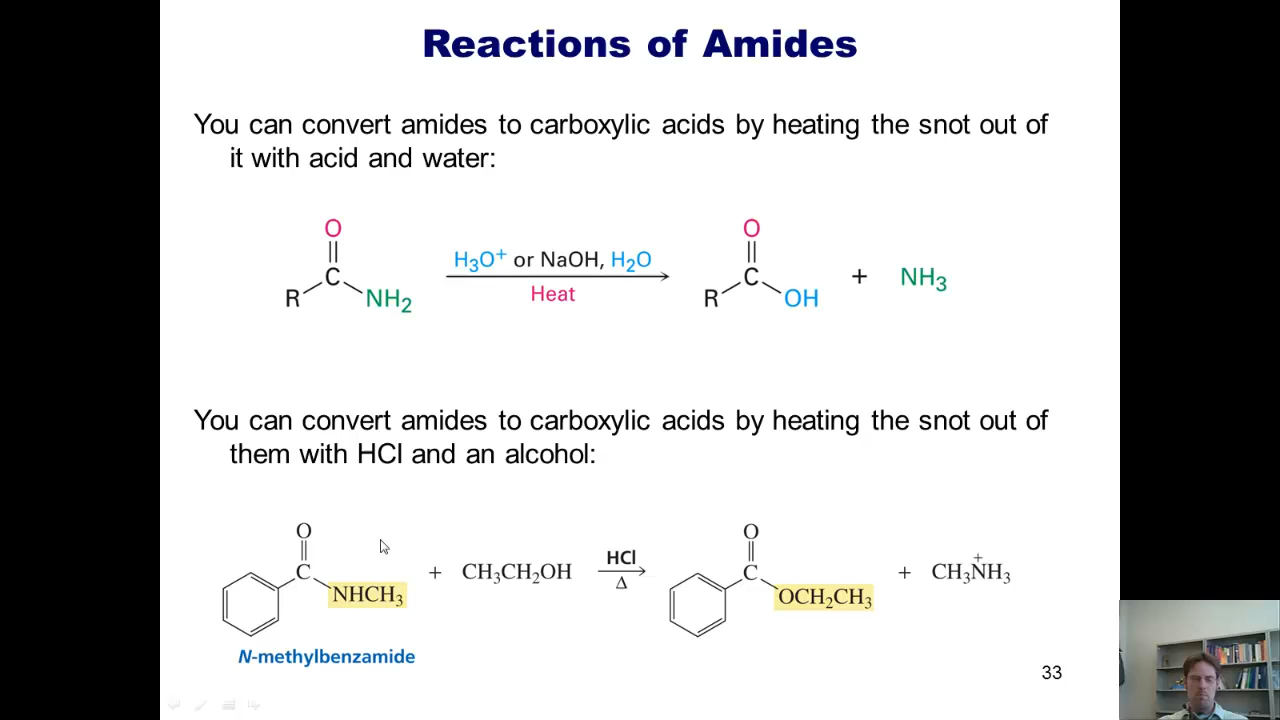 Reactions of Amides
You can convert amides to carboxylic acids by heating the snot out of
it with acid and water:
O
C
R
NH₂
H₃O⁺ or NaOH, H₂O
Heat
O
C
R
OH
+
NH₃
You can convert amides to carboxylic acids by heating the snot out of
them with HCl and an alcohol:
O
C
NHCH₃
+
CH₃CH₂OH
HCl
Δ
O
C
OCH₂CH₃
+
+
CH₃NH₃
N-methylbenzamide
33